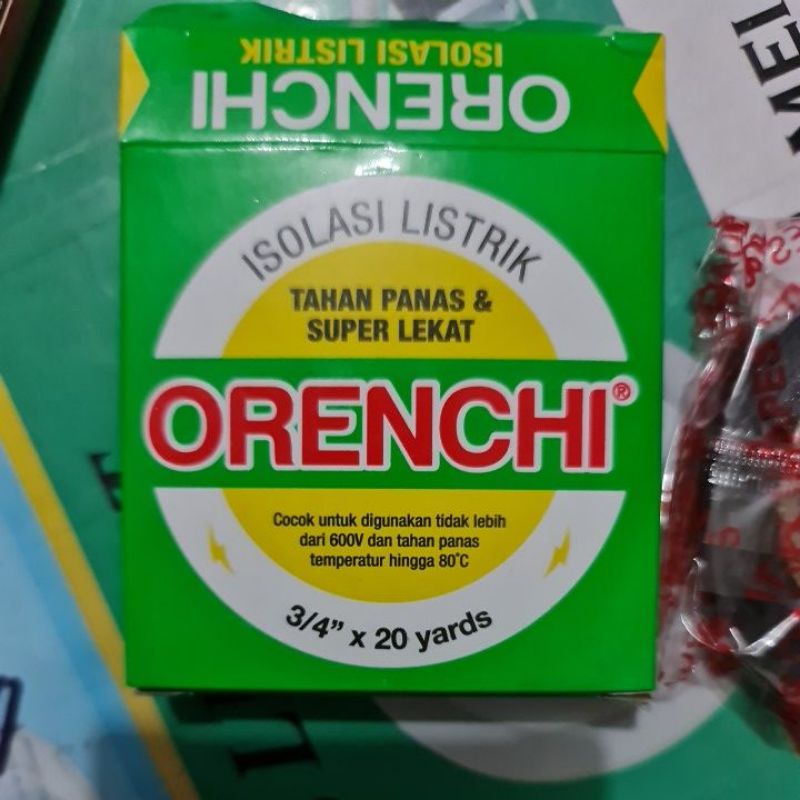 ISOLASI LISTRIK
ORENCHI
ISOLASI LISTRIK
TAHAN PANAS &
SUPER LEKAT
ORENCHI®
Cocok untuk digunakan tidak lebih
dari 600V dan tahan panas
temperatur hingga 80°C
3/4” x 20 yards